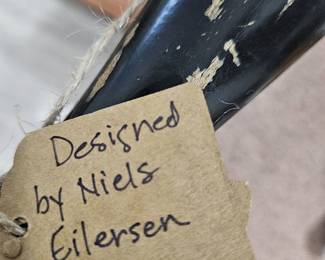 Designed
by Niels
Eilersen